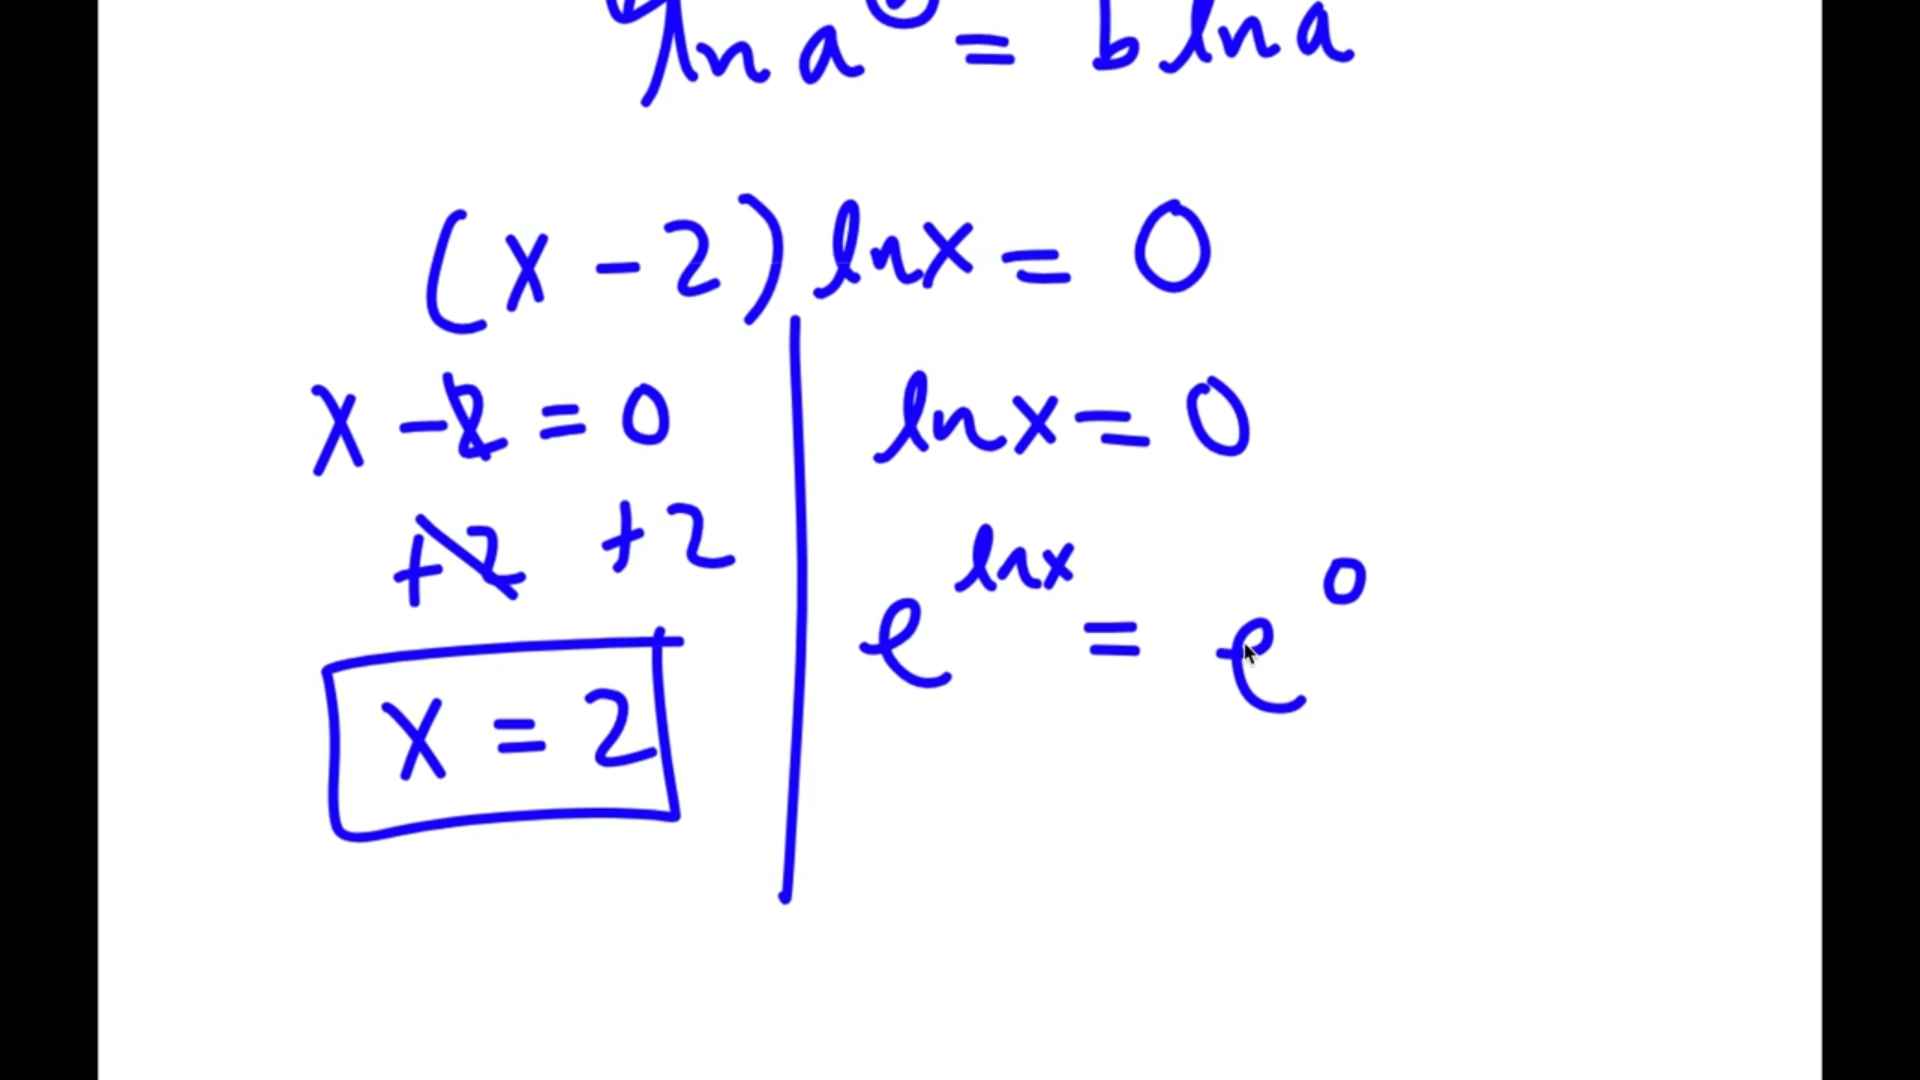 ln a = b ln a
(x - 2) ln x = 0
x - 2 = 0
+2 +2
x = 2
ln x = 0
e^{ln x} = e^0